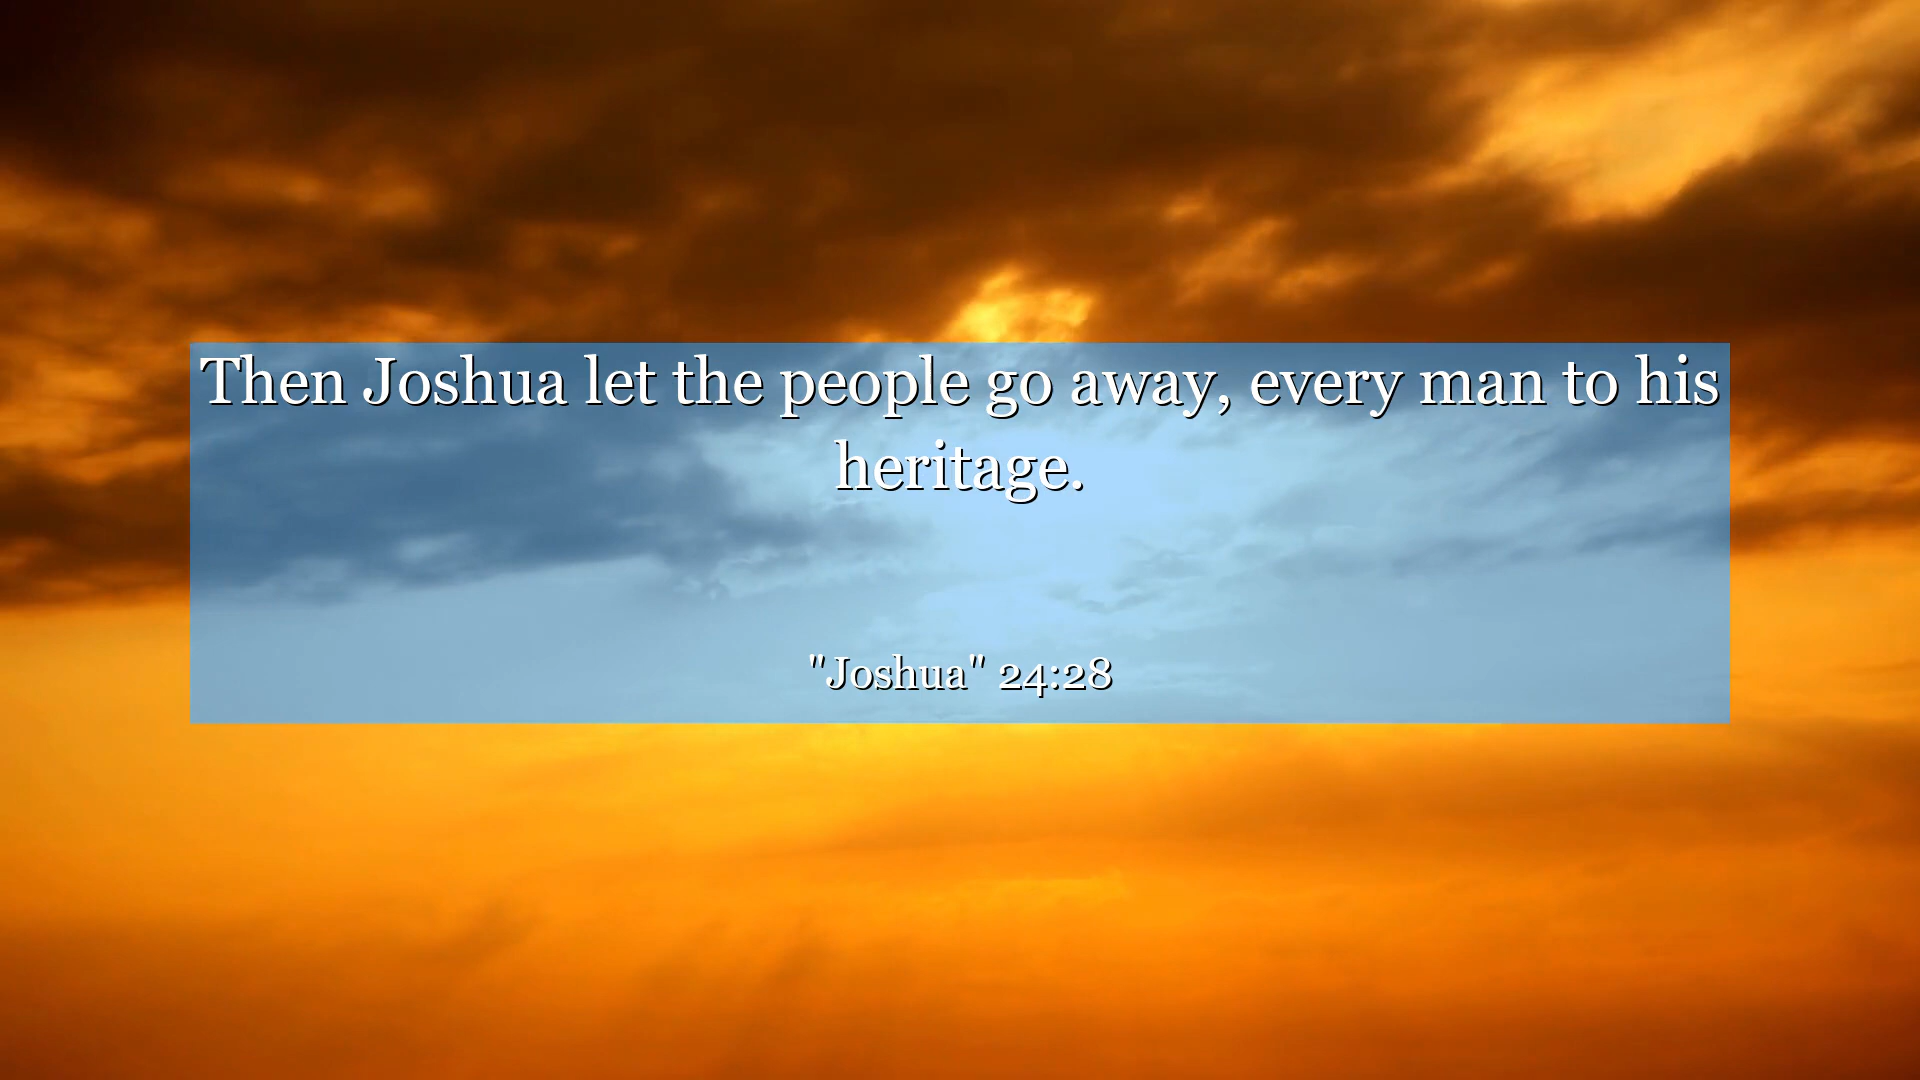 Then Joshua let the people go away, every man to his
heritage.
"Joshua" 24:28